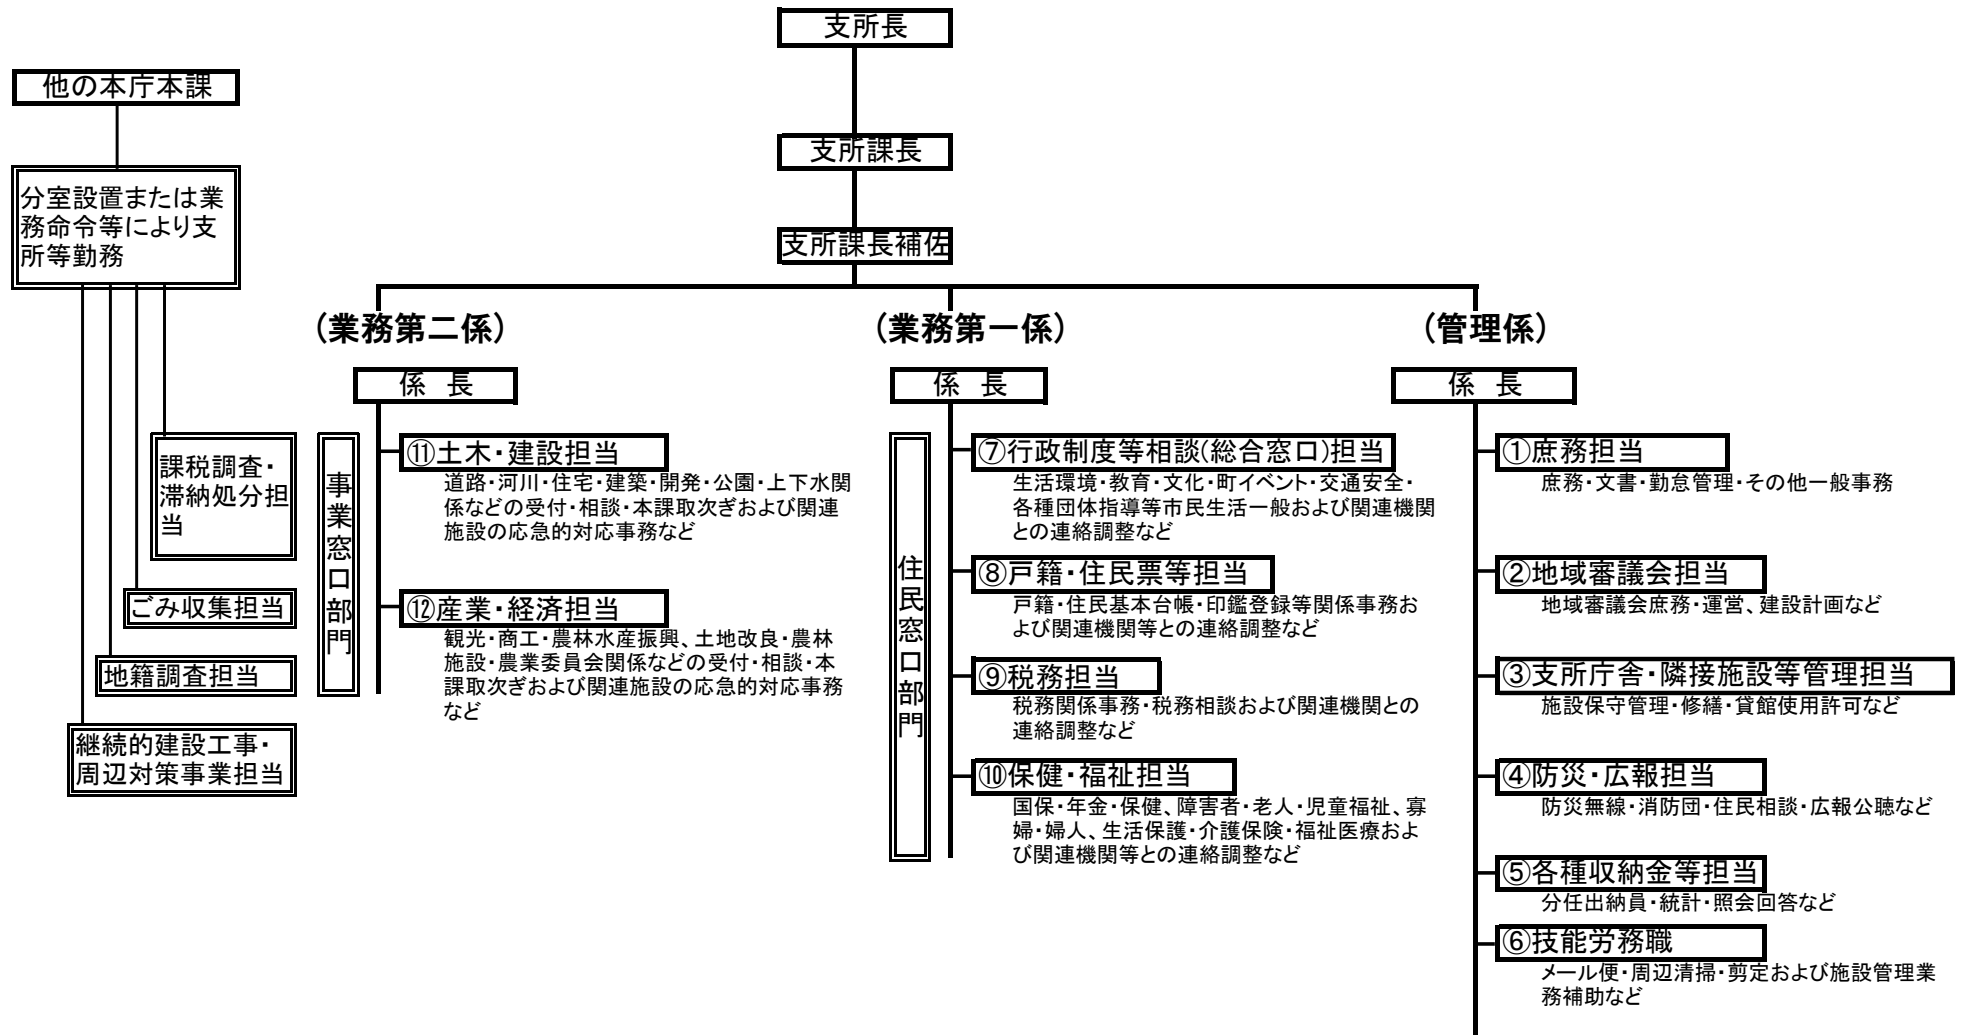 支所長
他の本庁本課
支所課長
分室設置または業
務命令等により支
所等勤務
支所課長補佐
(業務第二係)
(業務第一係)
(管理係)
係 長
係 長
係 長
課税調査・
滞納処分担
当
ごみ収集担当
地籍調査担当
継続的建設工事・
周辺対策事業担当
事業窓口部門
⑪土木・建設担当
道路・河川・住宅・建築・開発・公園・上下水関
係などの受付・相談・本課取次ぎおよび関連
施設の応急的対応事務など
⑫産業・経済担当
観光・商工・農林水産振興、土地改良・農林
施設・農業委員会関係などの受付・相談・本
課取次ぎおよび関連施設の応急的対応事務
など
住民窓口部門
⑦行政制度等相談(総合窓口)担当
生活環境・教育・文化・町イベント・交通安全・
各種団体指導等市民生活一般および関連機関
との連絡調整など
⑧戸籍・住民票等担当
戸籍・住民基本台帳・印鑑登録等関係事務お
よび関連機関等との連絡調整など
⑨税務担当
税務関係事務・税務相談および関連機関との
連絡調整など
⑩保健・福祉担当
国保・年金・保健、障害者・老人・児童福祉、寡
婦・婦人、生活保護・介護保険・福祉医療およ
び関連機関等との連絡調整など
①庶務担当
庶務・文書・勤怠管理・その他一般事務
②地域審議会担当
地域審議会庶務・運営、建設計画など
③支所庁舎・隣接施設等管理担当
施設保守管理・修繕・貸館使用許可など
④防災・広報担当
防災無線・消防団・住民相談・広報公聴など
⑤各種収納金等担当
分任出納員・統計・照会回答など
⑥技能労務職
メール便・周辺清掃・剪定および施設管理業
務補助など